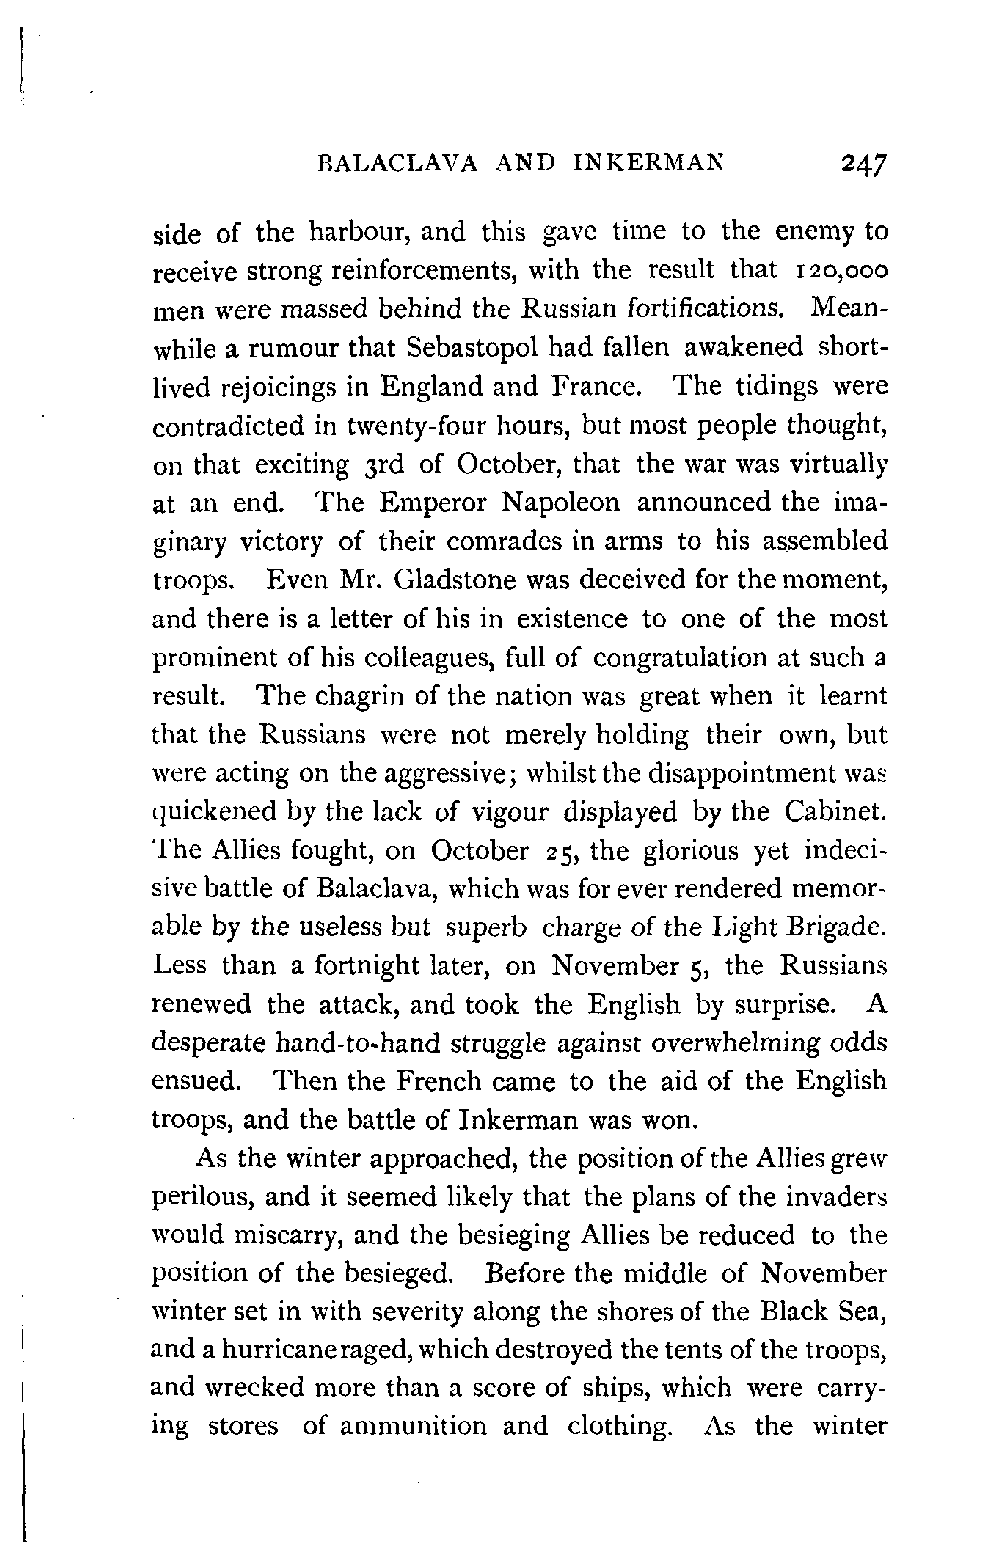 BALACLAVA AND INKERMAN 247
side of the harbour, and this gave time to the enemy to
receive strong reinforcements, with the result that 120,000
men were massed behind the Russian fortifications. Mean-
while a rumour that Sebastopol had fallen awakened short-
lived rejoicings in England and France. The tidings were
contradicted in twenty-four hours, but most people thought,
on that exciting 3rd of October, that the war was virtually
at an end. The Emperor Napoleon announced the ima-
ginary victory of their comrades in arms to his assembled
troops. Even Mr. Gladstone was deceived for the moment,
and there is a letter of his in existence to one of the most
prominent of his colleagues, full of congratulation at such a
result. The chagrin of the nation was great when it learnt
that the Russians were not merely holding their own, but
were acting on the aggressive; whilst the disappointment was
quickened by the lack of vigour displayed by the Cabinet.
The Allies fought, on October 25, the glorious yet indeci-
sive battle of Balaclava, which was for ever rendered memor-
able by the useless but superb charge of the Light Brigade.
Less than a fortnight later, on November 5, the Russians
renewed the attack, and took the English by surprise. A
desperate hand-to-hand struggle against overwhelming odds
ensued. Then the French came to the aid of the English
troops, and the battle of Inkerman was won.
As the winter approached, the position of the Allies grew
perilous, and it seemed likely that the plans of the invaders
would miscarry, and the besieging Allies be reduced to the
position of the besieged. Before the middle of November
winter set in with severity along the shores of the Black Sea,
and a hurricane raged, which destroyed the tents of the troops,
and wrecked more than a score of ships, which were carry-
ing stores of ammunition and clothing. As the winter